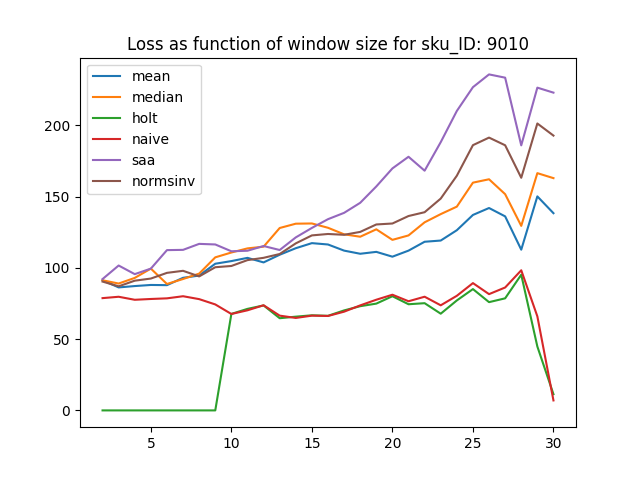 Loss as function of window size for sku_ID: 9010
mean
median
holt
naive
saa
normsinv
200
150
100
50
0
5 10 15 20 25 30